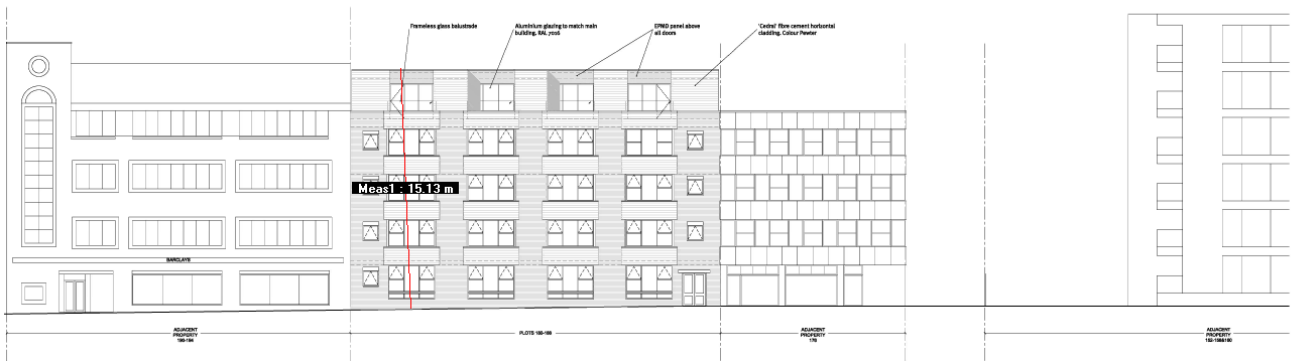 Frameless glass balustrade
Aluminium glazing to match main
building, RAL 7016
EPMD panel above
all doors
'Cedral' fibre cement horizontal
cladding. Colour Pewter
Meas1 : 15.13 m
BARCLAYS
ADJACENT
PROPERTY
ADJACENT
PROPERTY
ADJACENT
PROPERTY